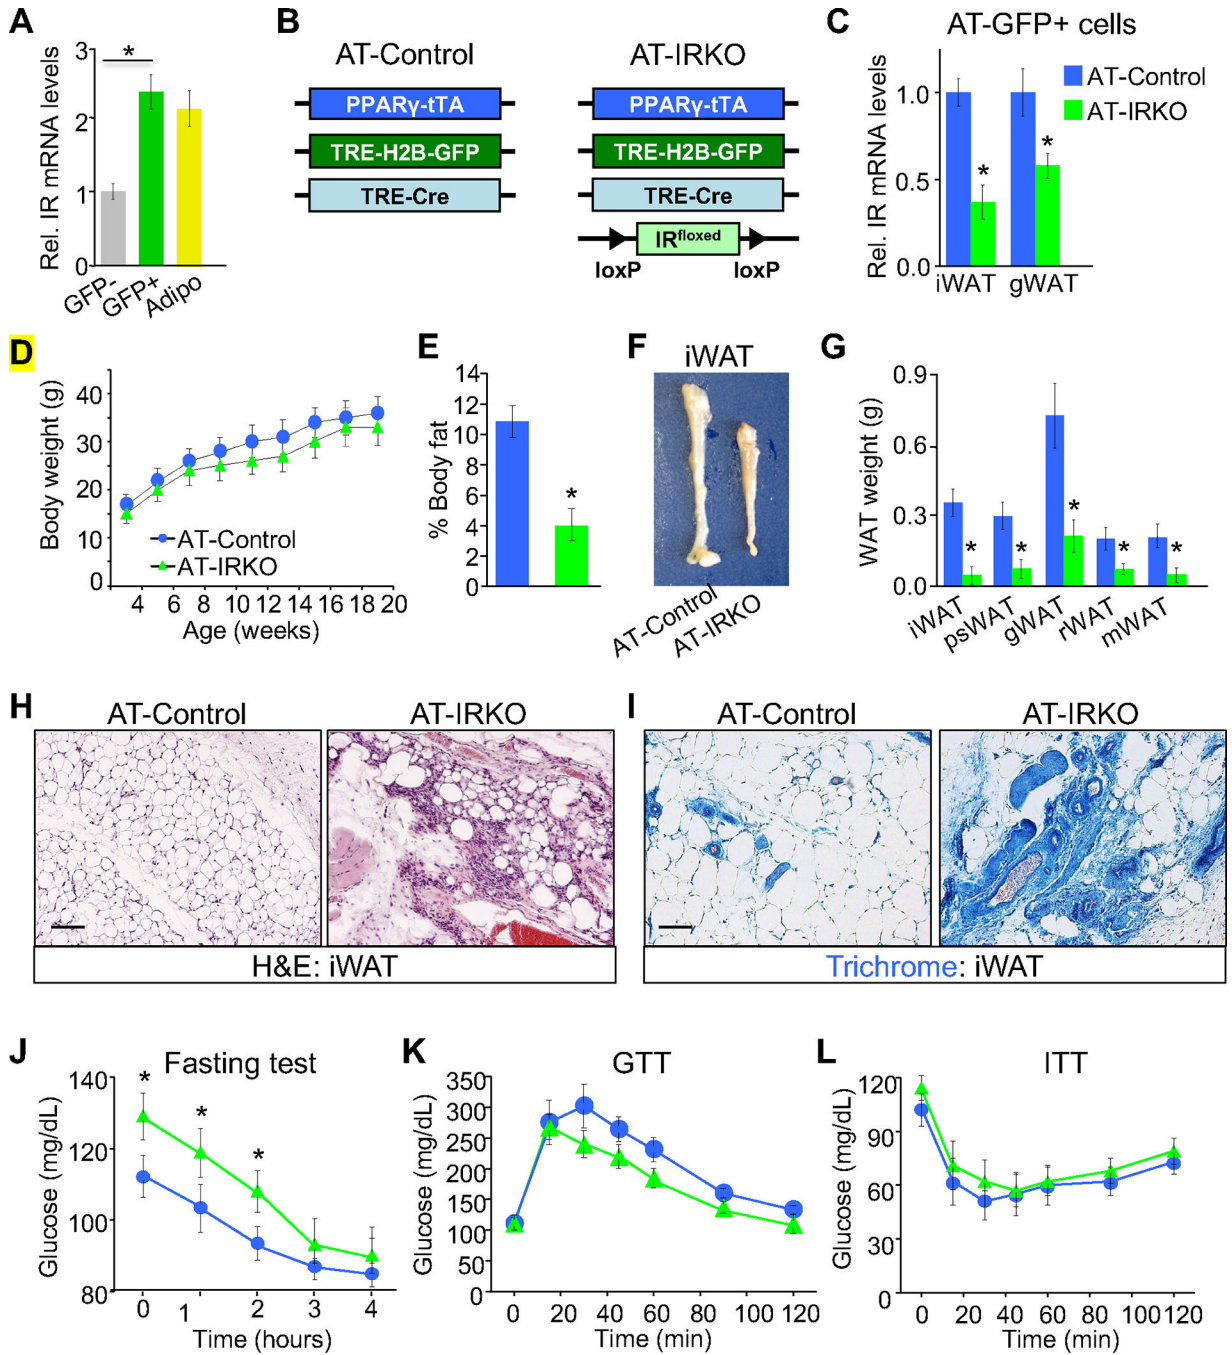 A
Rel. IR mRNA levels
3
2
1
0
*
GFP-
GFP+
Adipo
B
AT-Control
AT-IRKO
PPARγ-tTA
TRE-H2B-GFP
TRE-Cre
PPARγ-tTA
TRE-H2B-GFP
TRE-Cre
IRfloxed
loxP
loxP
C
AT-GFP+ cells
Rel. IR mRNA levels
1.0
0.5
0.0
AT-Control
AT-IRKO
*
*
iWAT
gWAT
D
Body weight (g)
40
30
20
10
0
AT-Control
AT-IRKO
4 6 8 10 12 14 16 18 20
Age (weeks)
E
% Body fat
14
12
10
8
6
4
2
0
*
F
iWAT
AT-Control
AT-IRKO
G
WAT weight (g)
0.9
0.6
0.3
0.0
*
*
*
*
*
iWAT
psWAT
gWAT
rWAT
mWAT
H
AT-Control
AT-IRKO
H&E: iWAT
I
AT-Control
AT-IRKO
Trichrome: iWAT
J
Fasting test
Glucose (mg/dL)
140
120
100
80
*
*
*
0 1 2 3 4
Time (hours)
K
GTT
Glucose (mg/dL)
350
300
250
200
150
100
50
0
0 20 40 60 80 100 120
Time (min)
L
ITT
Glucose (mg/dL)
120
90
60
30
0
0 20 40 60 80 100 120
Time (min)